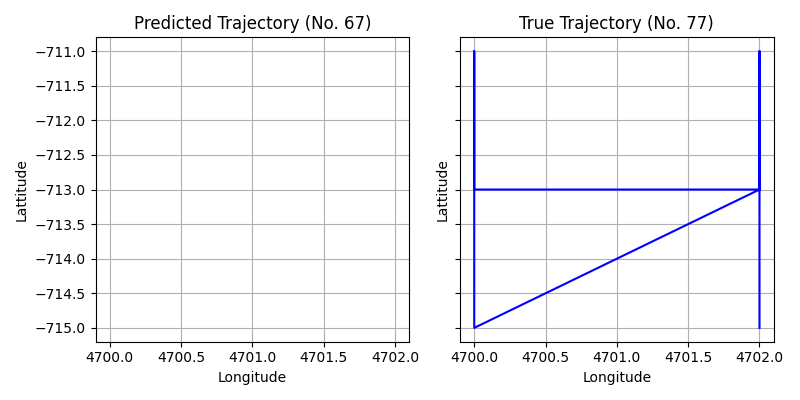 Predicted Trajectory (No. 67)
True Trajectory (No. 77)
−711.0
−711.5
−712.0
−712.5
−713.0
−713.5
−714.0
−714.5
−715.0
Lattitude
Lattitude
4700.0 4700.5 4701.0 4701.5 4702.0
4700.0 4700.5 4701.0 4701.5 4702.0
Longitude
Longitude